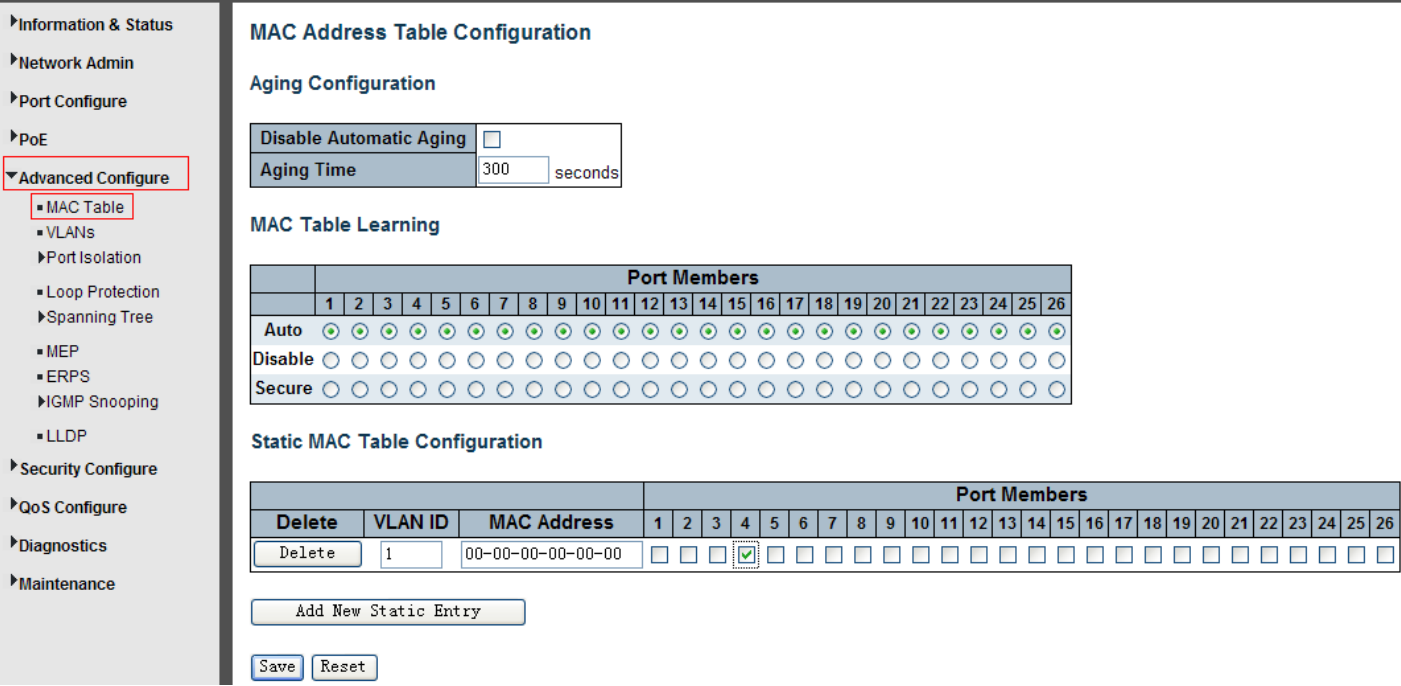 Information & Status
Network Admin
Port Configure
PoE
Advanced Configure
MAC Table
VLANs
Port Isolation
Loop Protection
Spanning Tree
MEP
ERPS
IGMP Snooping
LLDP
Security Configure
QoS Configure
Diagnostics
Maintenance
MAC Address Table Configuration
Aging Configuration
Disable Automatic Aging
Aging Time 300 seconds
MAC Table Learning
Port Members
1 2 3 4 5 6 7 8 9 10 11 12 13 14 15 16 17 18 19 20 21 22 23 24 25 26
Auto
Disable
Secure
Static MAC Table Configuration
Port Members
Delete VLAN ID MAC Address 1 2 3 4 5 6 7 8 9 10 11 12 13 14 15 16 17 18 19 20 21 22 23 24 25 26
Delete 1 00-00-00-00-00-00
Add New Static Entry
Save Reset